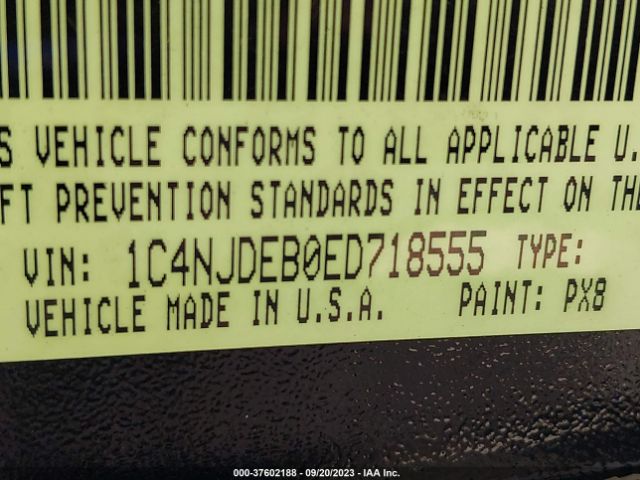 S VEHICLE CONFORMS TO ALL APPLICABLE U.
FT PREVENTION STANDARDS IN EFFECT ON THE
VIN: 1C4NJDEB0ED718555 TYPE:
VEHICLE MADE IN U.S.A. PAINT: PX8
000-37602188 - 09/20/2023 - IAA Inc.